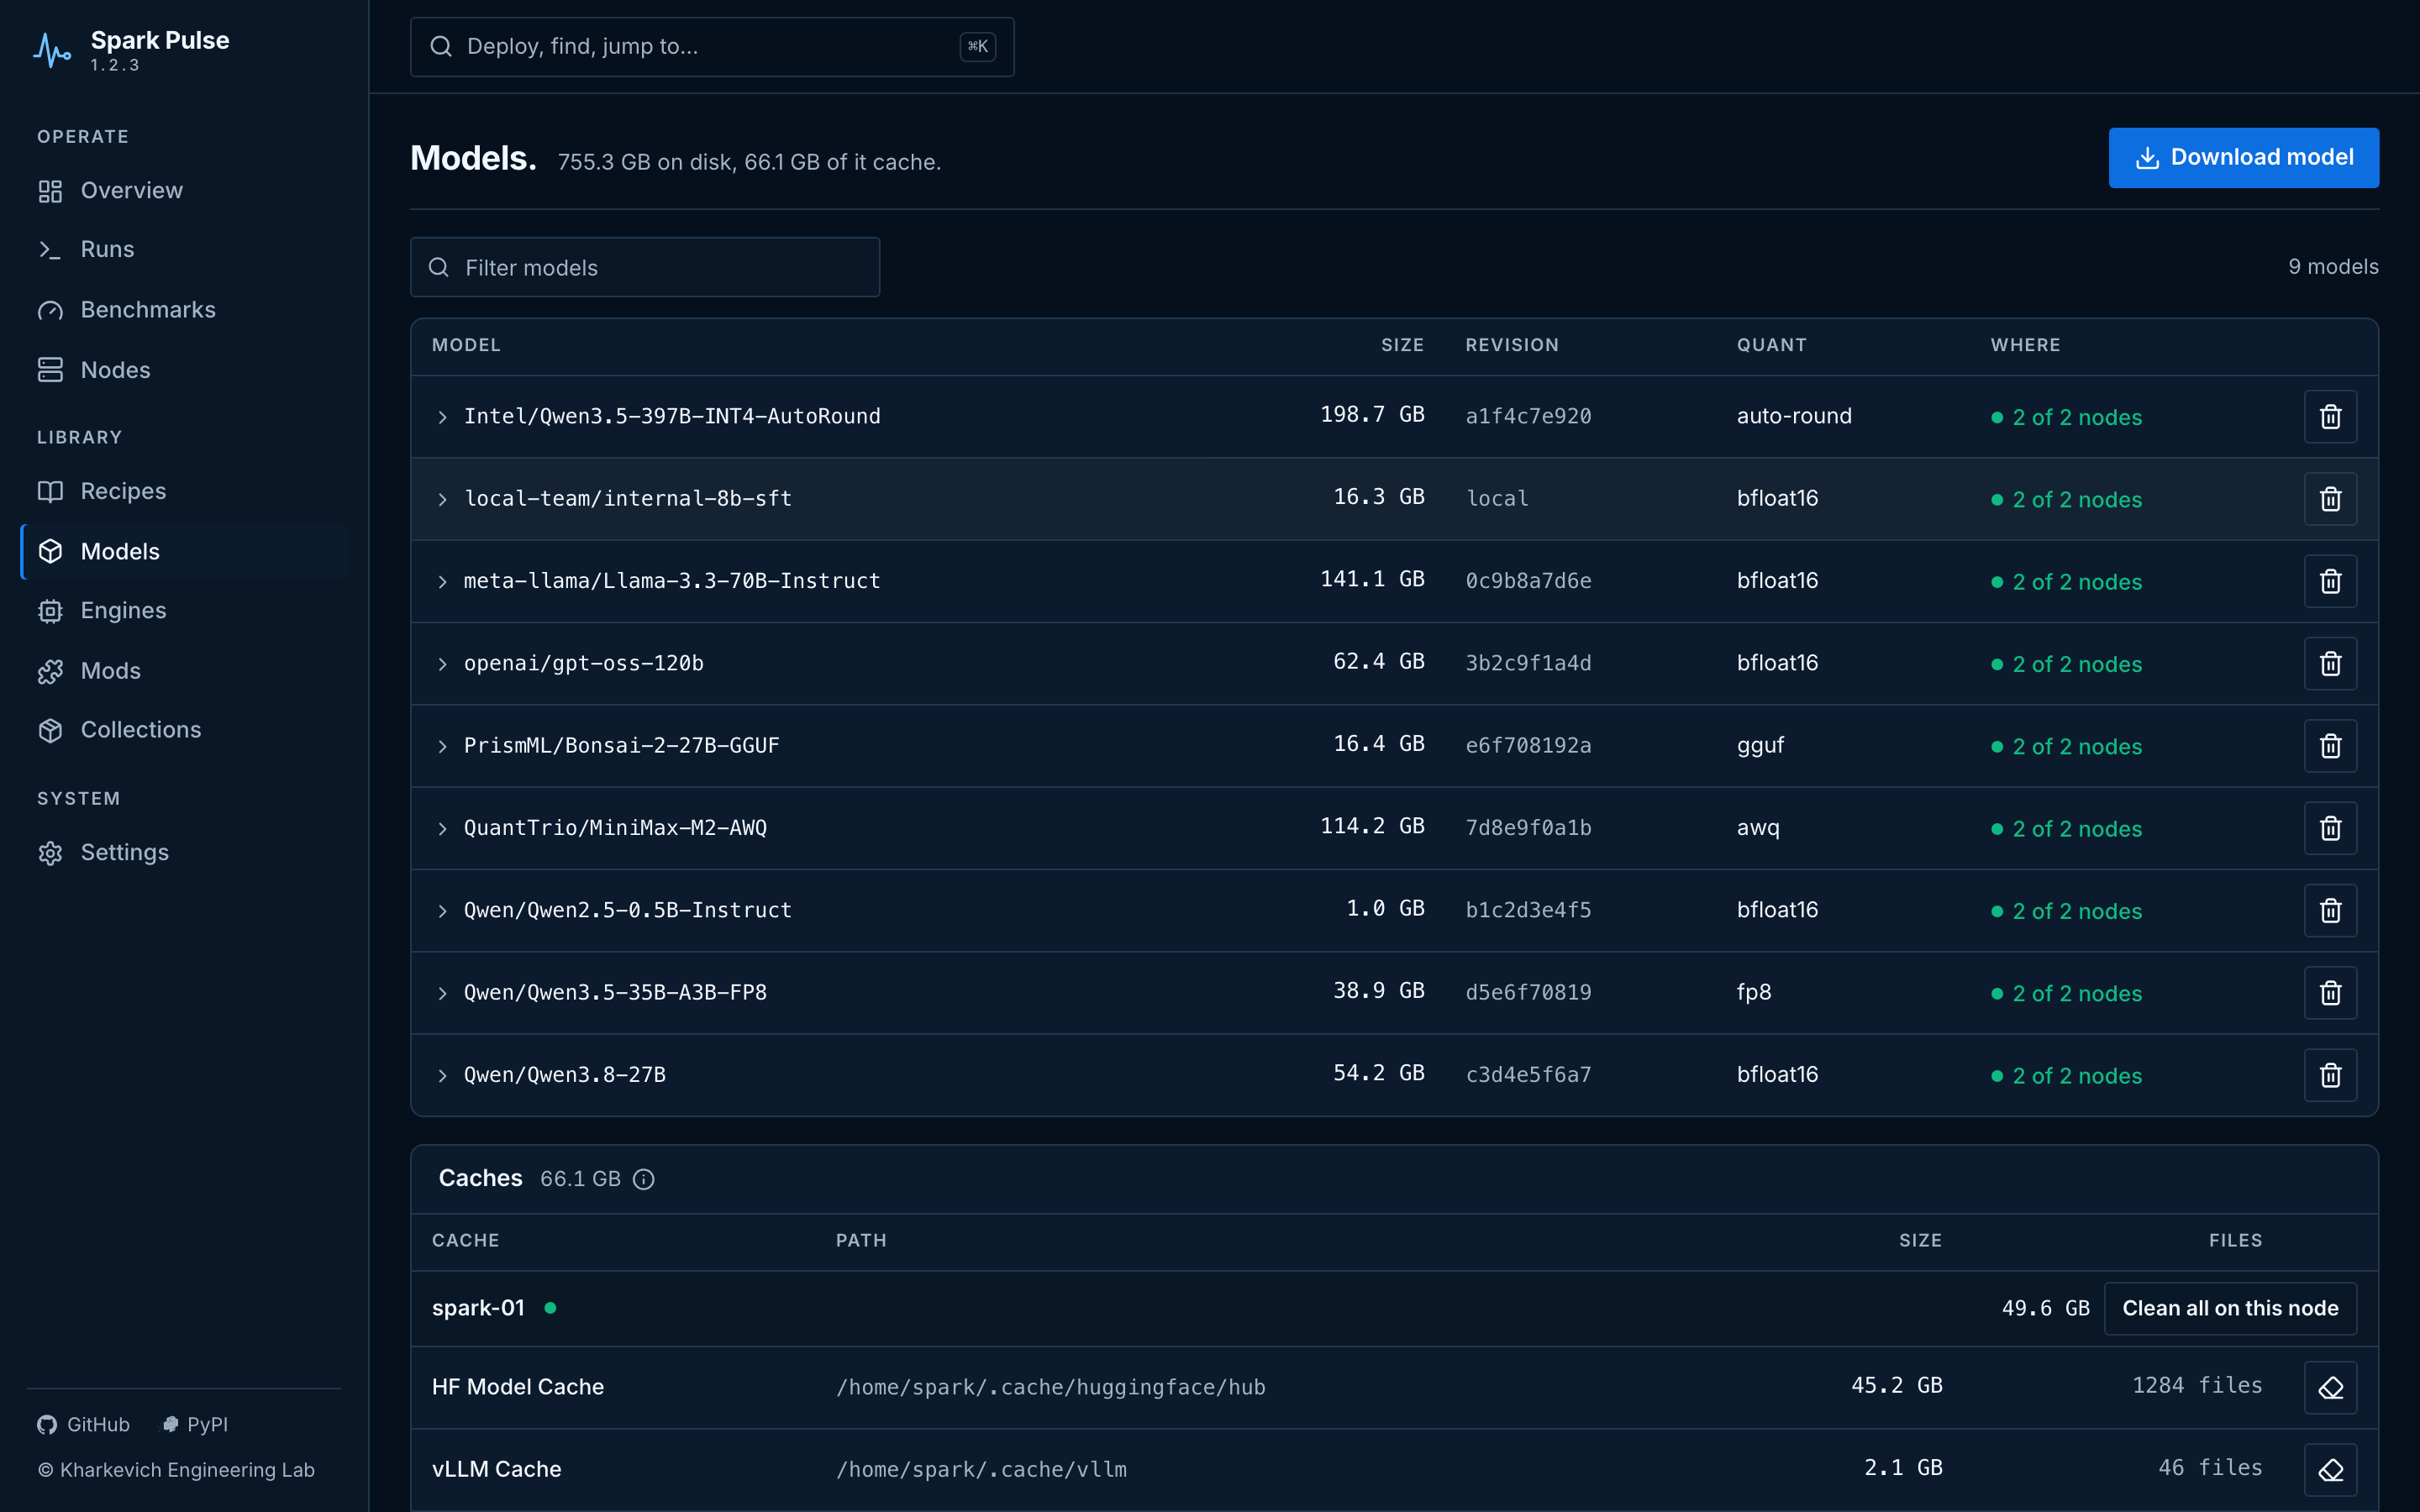 Spark Pulse
1.2.3
Deploy, find, jump to...
⌘K
OPERATE
Overview
Runs
Benchmarks
Nodes
LIBRARY
Recipes
Models
Engines
Mods
Collections
SYSTEM
Settings
GitHub PyPI
© Kharkevich Engineering Lab
Models. 755.3 GB on disk, 66.1 GB of it cache.
Download model
Filter models
9 models
MODEL SIZE REVISION QUANT WHERE
Intel/Qwen3.5-397B-INT4-AutoRound 198.7 GB a1f4c7e920 auto-round 2 of 2 nodes
local-team/internal-8b-sft 16.3 GB local bfloat16 2 of 2 nodes
meta-llama/Llama-3.3-70B-Instruct 141.1 GB 0c9b8a7d6e bfloat16 2 of 2 nodes
openai/gpt-oss-120b 62.4 GB 3b2c9f1a4d bfloat16 2 of 2 nodes
PrismML/Bonsai-2-27B-GGUF 16.4 GB e6f708192a gguf 2 of 2 nodes
QuantTrio/MiniMax-M2-AWQ 114.2 GB 7d8e9f0a1b awq 2 of 2 nodes
Qwen/Qwen2.5-0.5B-Instruct 1.0 GB b1c2d3e4f5 bfloat16 2 of 2 nodes
Qwen/Qwen3.5-35B-A3B-FP8 38.9 GB d5e6f70819 fp8 2 of 2 nodes
Qwen/Qwen3.8-27B 54.2 GB c3d4e5f6a7 bfloat16 2 of 2 nodes
Caches 66.1 GB
CACHE PATH SIZE FILES
spark-01 49.6 GB Clean all on this node
HF Model Cache /home/spark/.cache/huggingface/hub 45.2 GB 1284 files
vLLM Cache /home/spark/.cache/vllm 2.1 GB 46 files